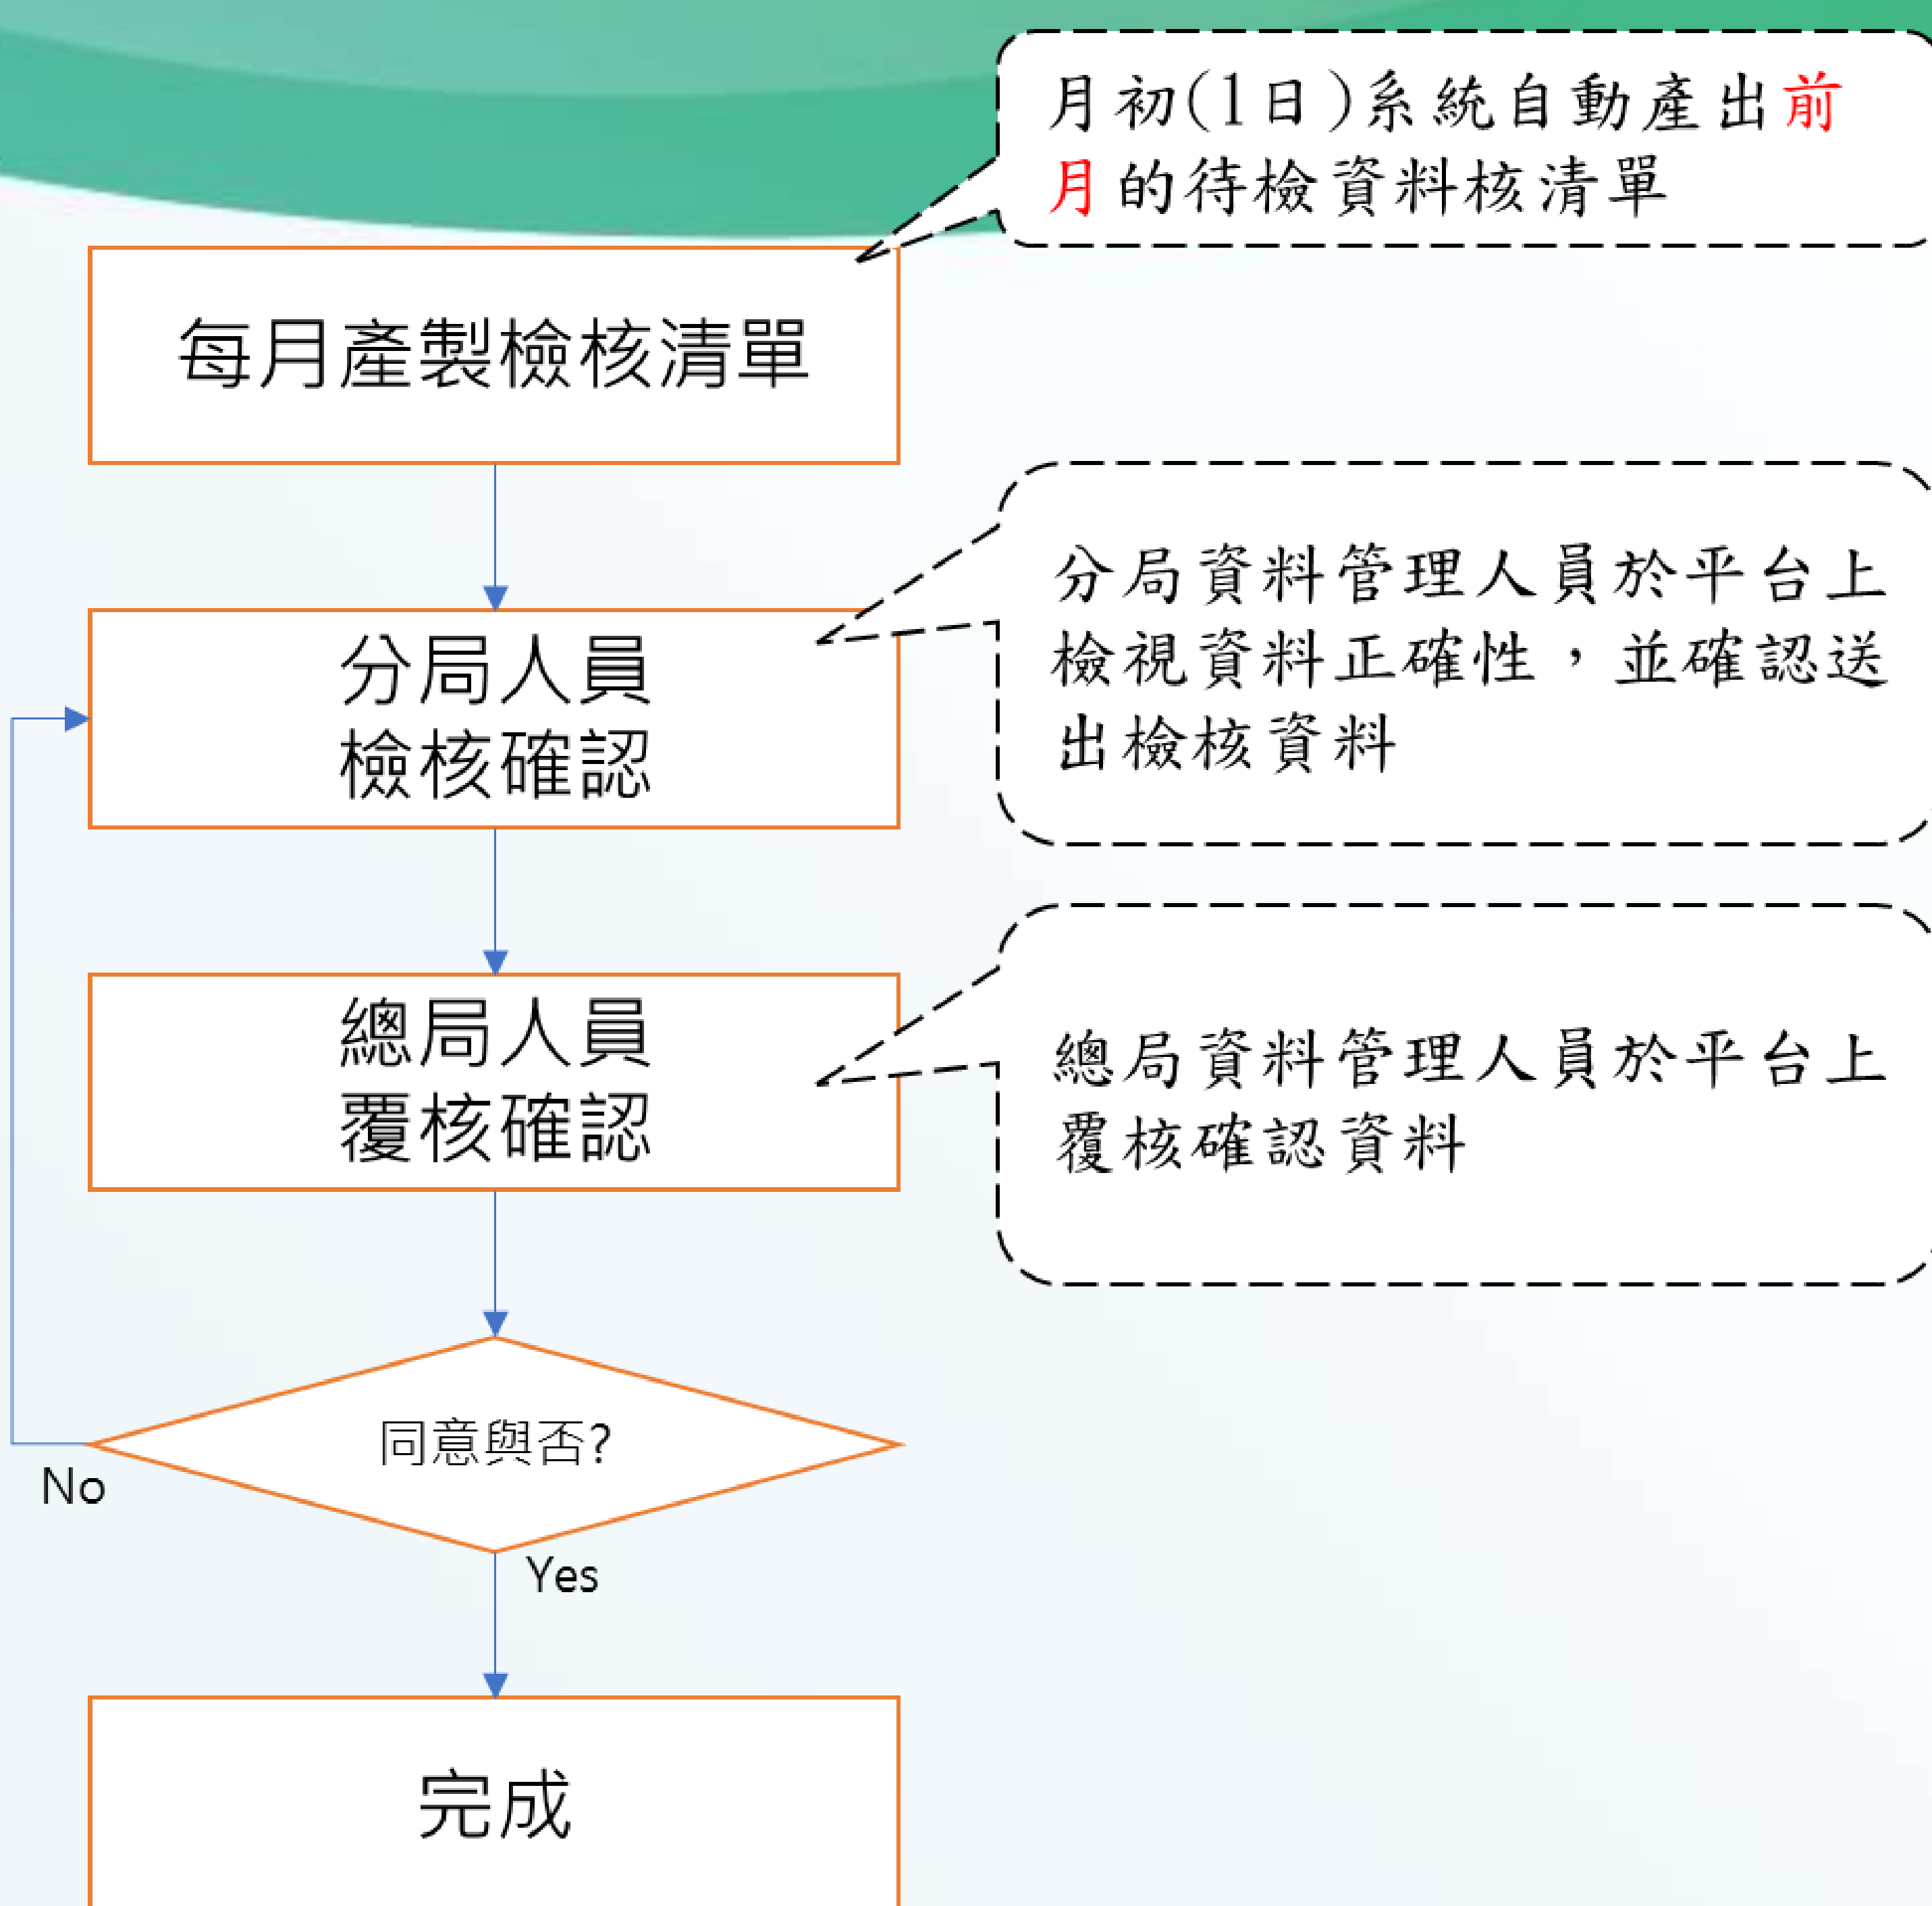 月初(1日)系統自動產出前
月的待檢資料核清單
每月產製檢核清單
分局資料管理人員於平台上
檢視資料正確性，並確認送
出檢核資料
分局人員
檢核確認
總局資料管理人員於平台上
覆核確認資料
總局人員
覆核確認
同意與否?
No
Yes
完成